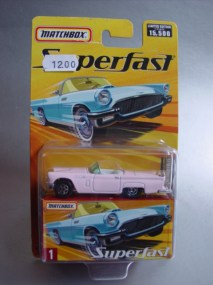 MATCHBOX
LIMITED EDITION
15,500
Superfast
1200
MATCHBOX
1
Superfast